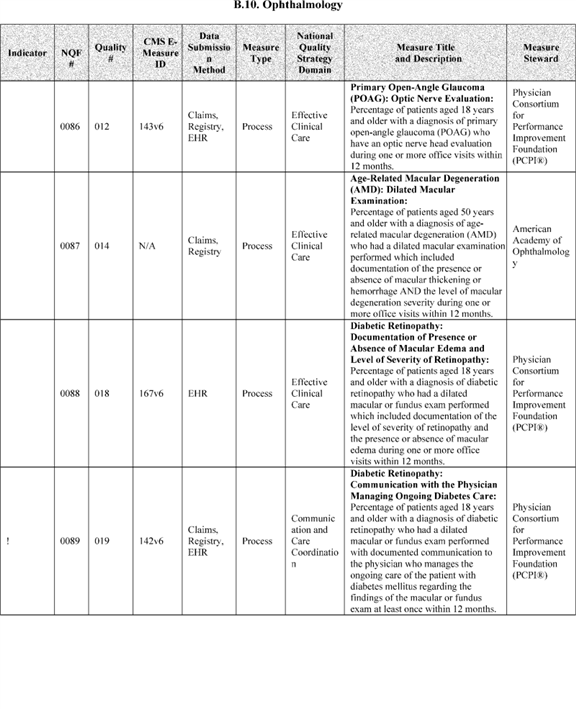 B.10. Ophthalmology
Indicator
NQF
#
Quality
#
CMS E-
Measure
ID
Data
Submissio
n
Method
Measure
Type
National
Quality
Strategy
Domain
Measure Title
and Description
Measure
Steward
0086
012
143v6
Claims,
Registry,
EHR
Process
Effective
Clinical
Care
Primary Open-Angle Glaucoma
(POAG): Optic Nerve Evaluation:
Percentage of patients aged 18 years
and older with a diagnosis of primary
open-angle glaucoma (POAG) who
have an optic nerve head evaluation
during one or more office visits within
12 months.
Physician
Consortium
for
Performance
Improvement
Foundation
(PCPI®)
0087
014
N/A
Claims,
Registry
Process
Effective
Clinical
Care
Age-Related Macular Degeneration
(AMD): Dilated Macular
Examination:
Percentage of patients aged 50 years
and older with a diagnosis of age-
related macular degeneration (AMD)
who had a dilated macular examination
performed which included
documentation of the presence or
absence of macular thickening or
hemorrhage AND the level of macular
degeneration severity during one or
more office visits within 12 months.
American
Academy of
Ophthalmolog
y
0088
018
167v6
EHR
Process
Effective
Clinical
Care
Diabetic Retinopathy:
Documentation of Presence or
Absence of Macular Edema and
Level of Severity of Retinopathy:
Percentage of patients aged 18 years
and older with a diagnosis of diabetic
retinopathy who had a dilated
macular or fundus exam performed
which included documentation of the
level of severity of retinopathy and
the presence or absence of macular
edema during one or more office
visits within 12 months.
Physician
Consortium
for
Performance
Improvement
Foundation
(PCPI®)
!
0089
019
142v6
Claims,
Registry,
EHR
Process
Communic
ation and
Care
Coordinatio
n
Diabetic Retinopathy:
Communication with the Physician
Managing Ongoing Diabetes Care:
Percentage of patients aged 18 years
and older with a diagnosis of diabetic
retinopathy who had a dilated
macular or fundus exam performed
with documented communication to
the physician who manages the
ongoing care of the patient with
diabetes mellitus regarding the
findings of the macular or fundus
exam at least once within 12 months.
Physician
Consortium
for
Performance
Improvement
Foundation
(PCPI®)